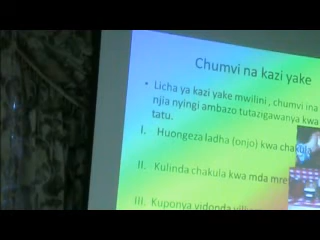 Chumvi na kazi yake
• Licha ya kazi yake mwilini , chumvi ina
njia nyingi ambazo tutazigawanya kwa
tatu.
I. Huongeza ladha (onjo) kwa chakula
II. Kulinda chakula kwa mda
III. Kuponya vidonda